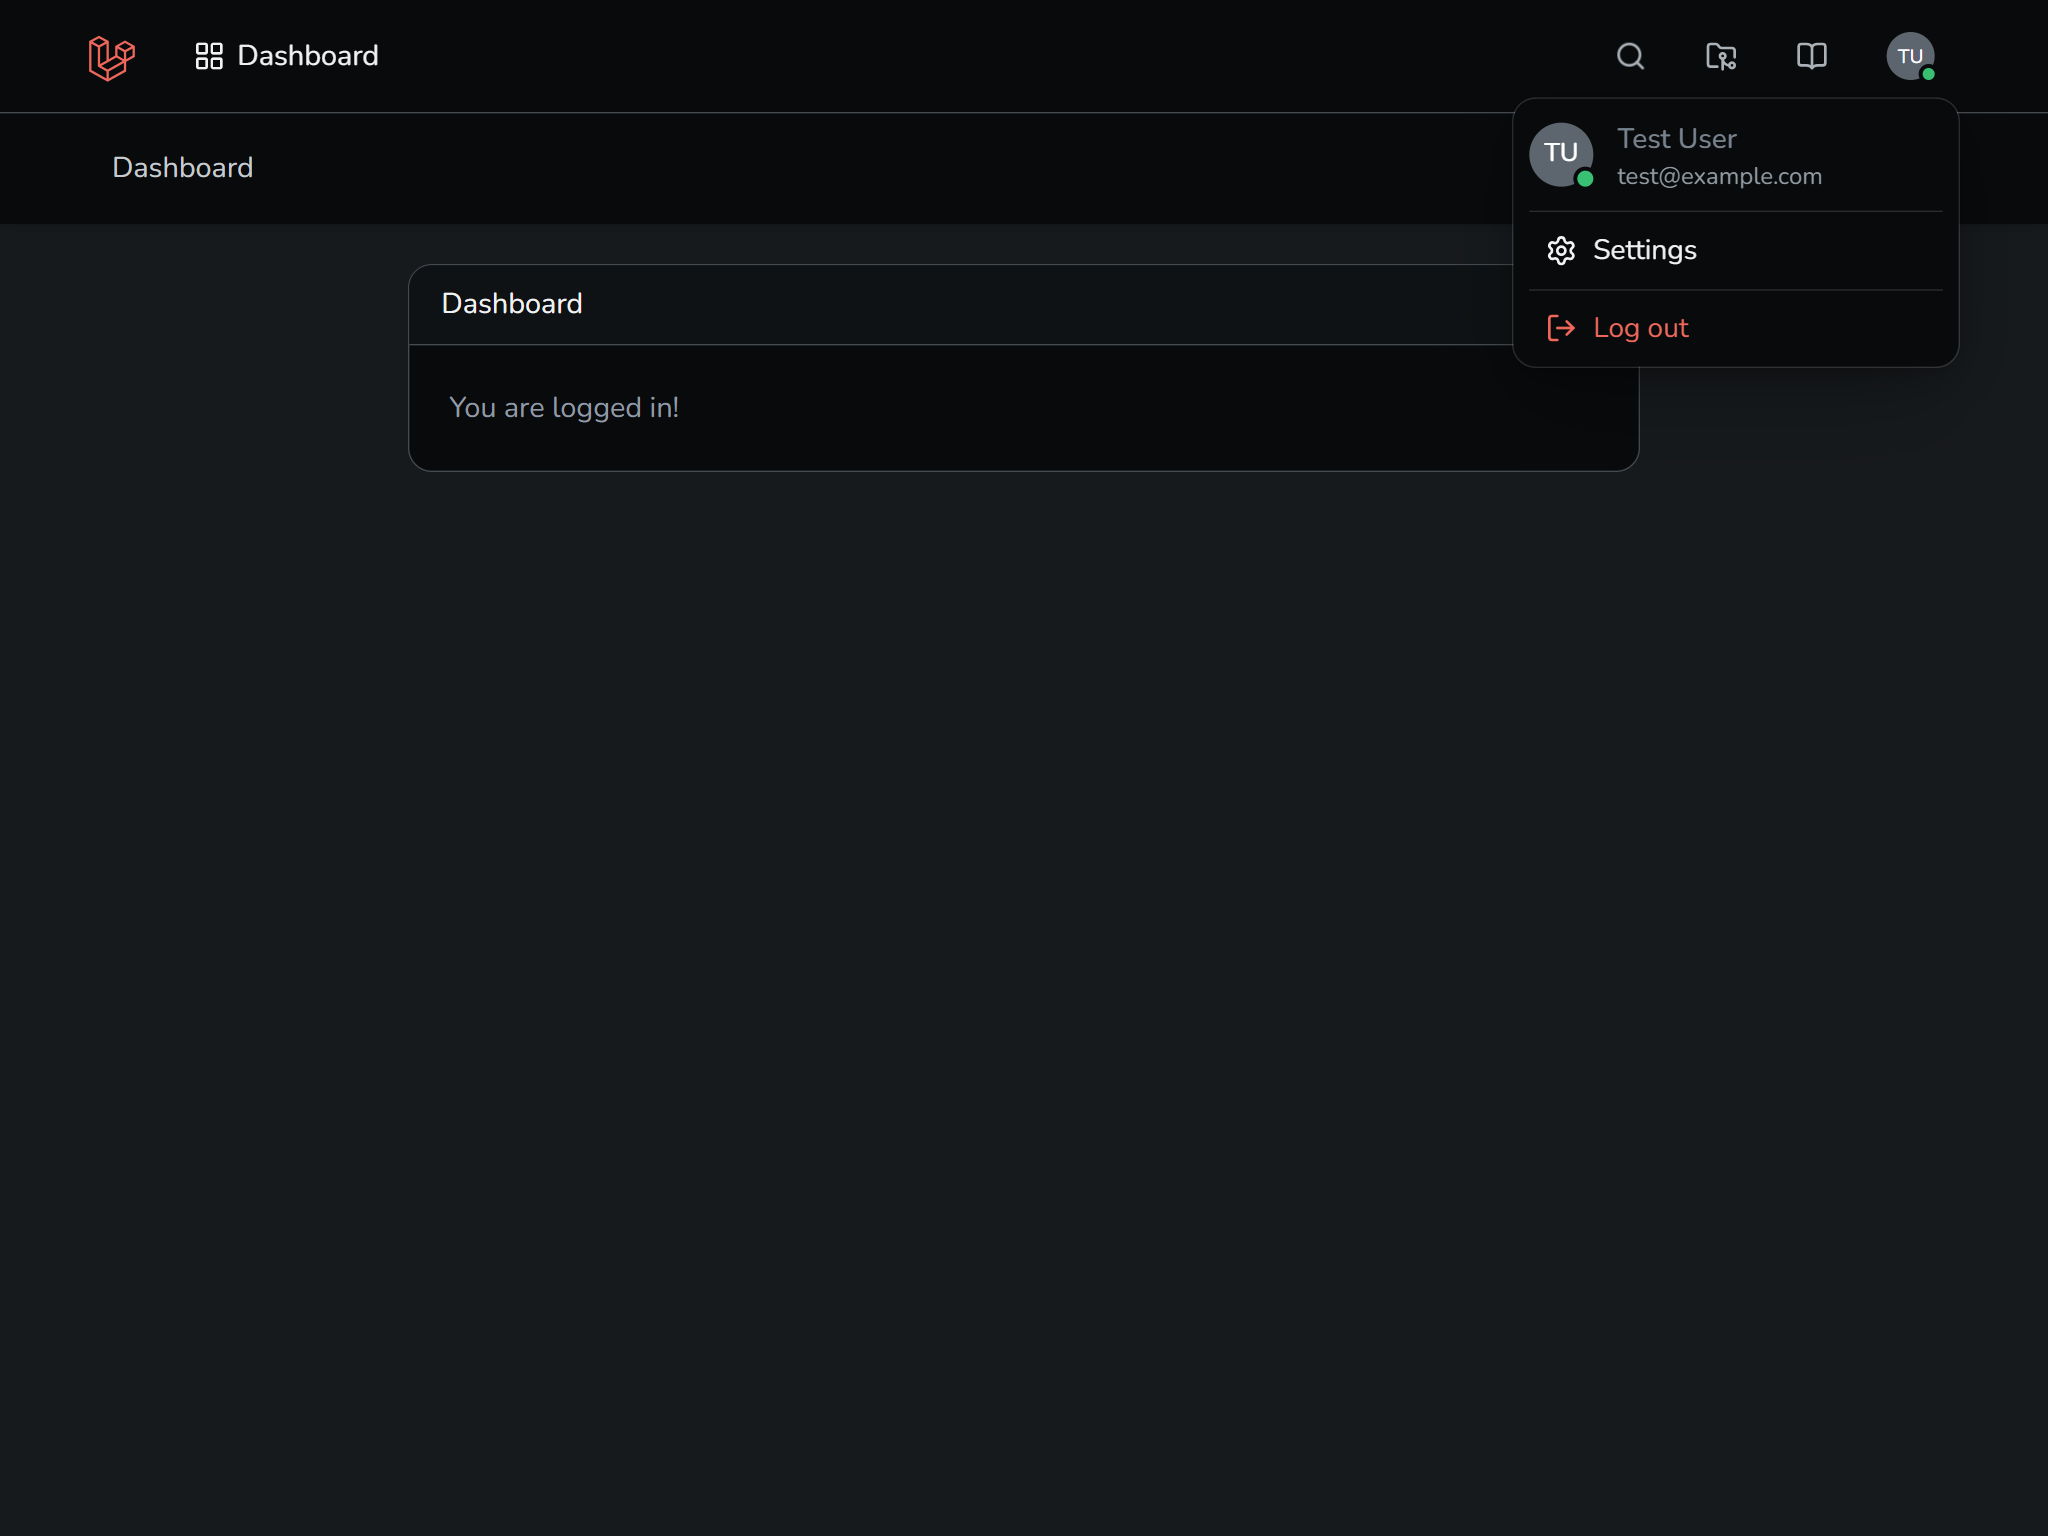 Dashboard
TU
Dashboard
TU
Test User
test@example.com
Settings
Log out
Dashboard
You are logged in!